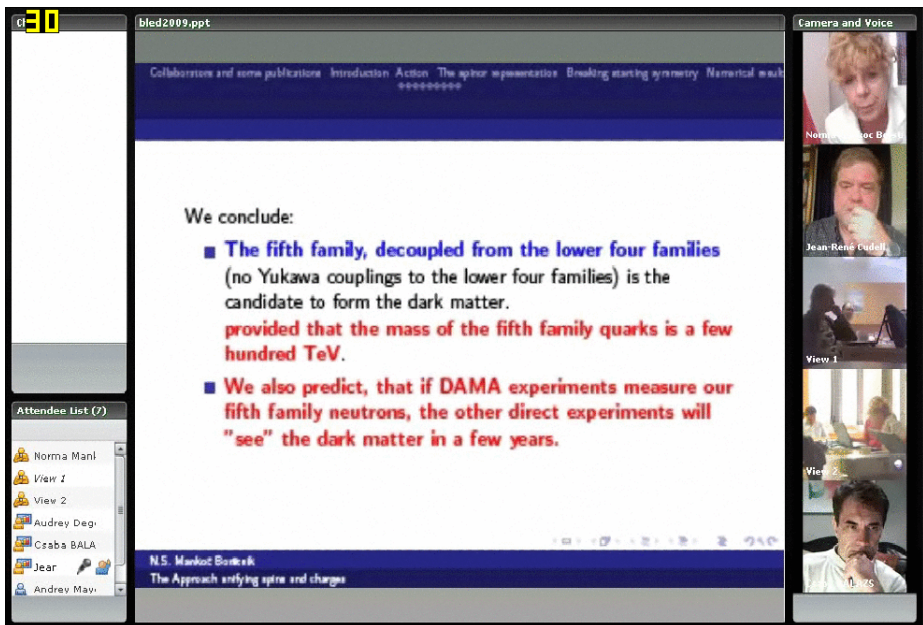 30
bled2009.ppt
Camera and Voice
Collaborators and some publications Introduction Action The spinor representation Breaking starting symmetry Numerical
We conclude:
The fifth family, decoupled from the lower four families
(no Yukawa couplings to the lower four families) is the
candidate to form the dark matter.
provided that the mass of the fifth family quarks is a few
hundred TeV.
We also predict, that if DAMA experiments measure our
fifth family neutrons, the other direct experiments will
"see" the dark matter in a few years.
N.S. Mankoč Borštnik
The Approach unifying spins and charges
Attendee List (7)
Norma Mank
View 1
View 2
Audrey Deg
Csaba BALA
Jear
Andrey May
Jean-René Cudell
View 1
View 2